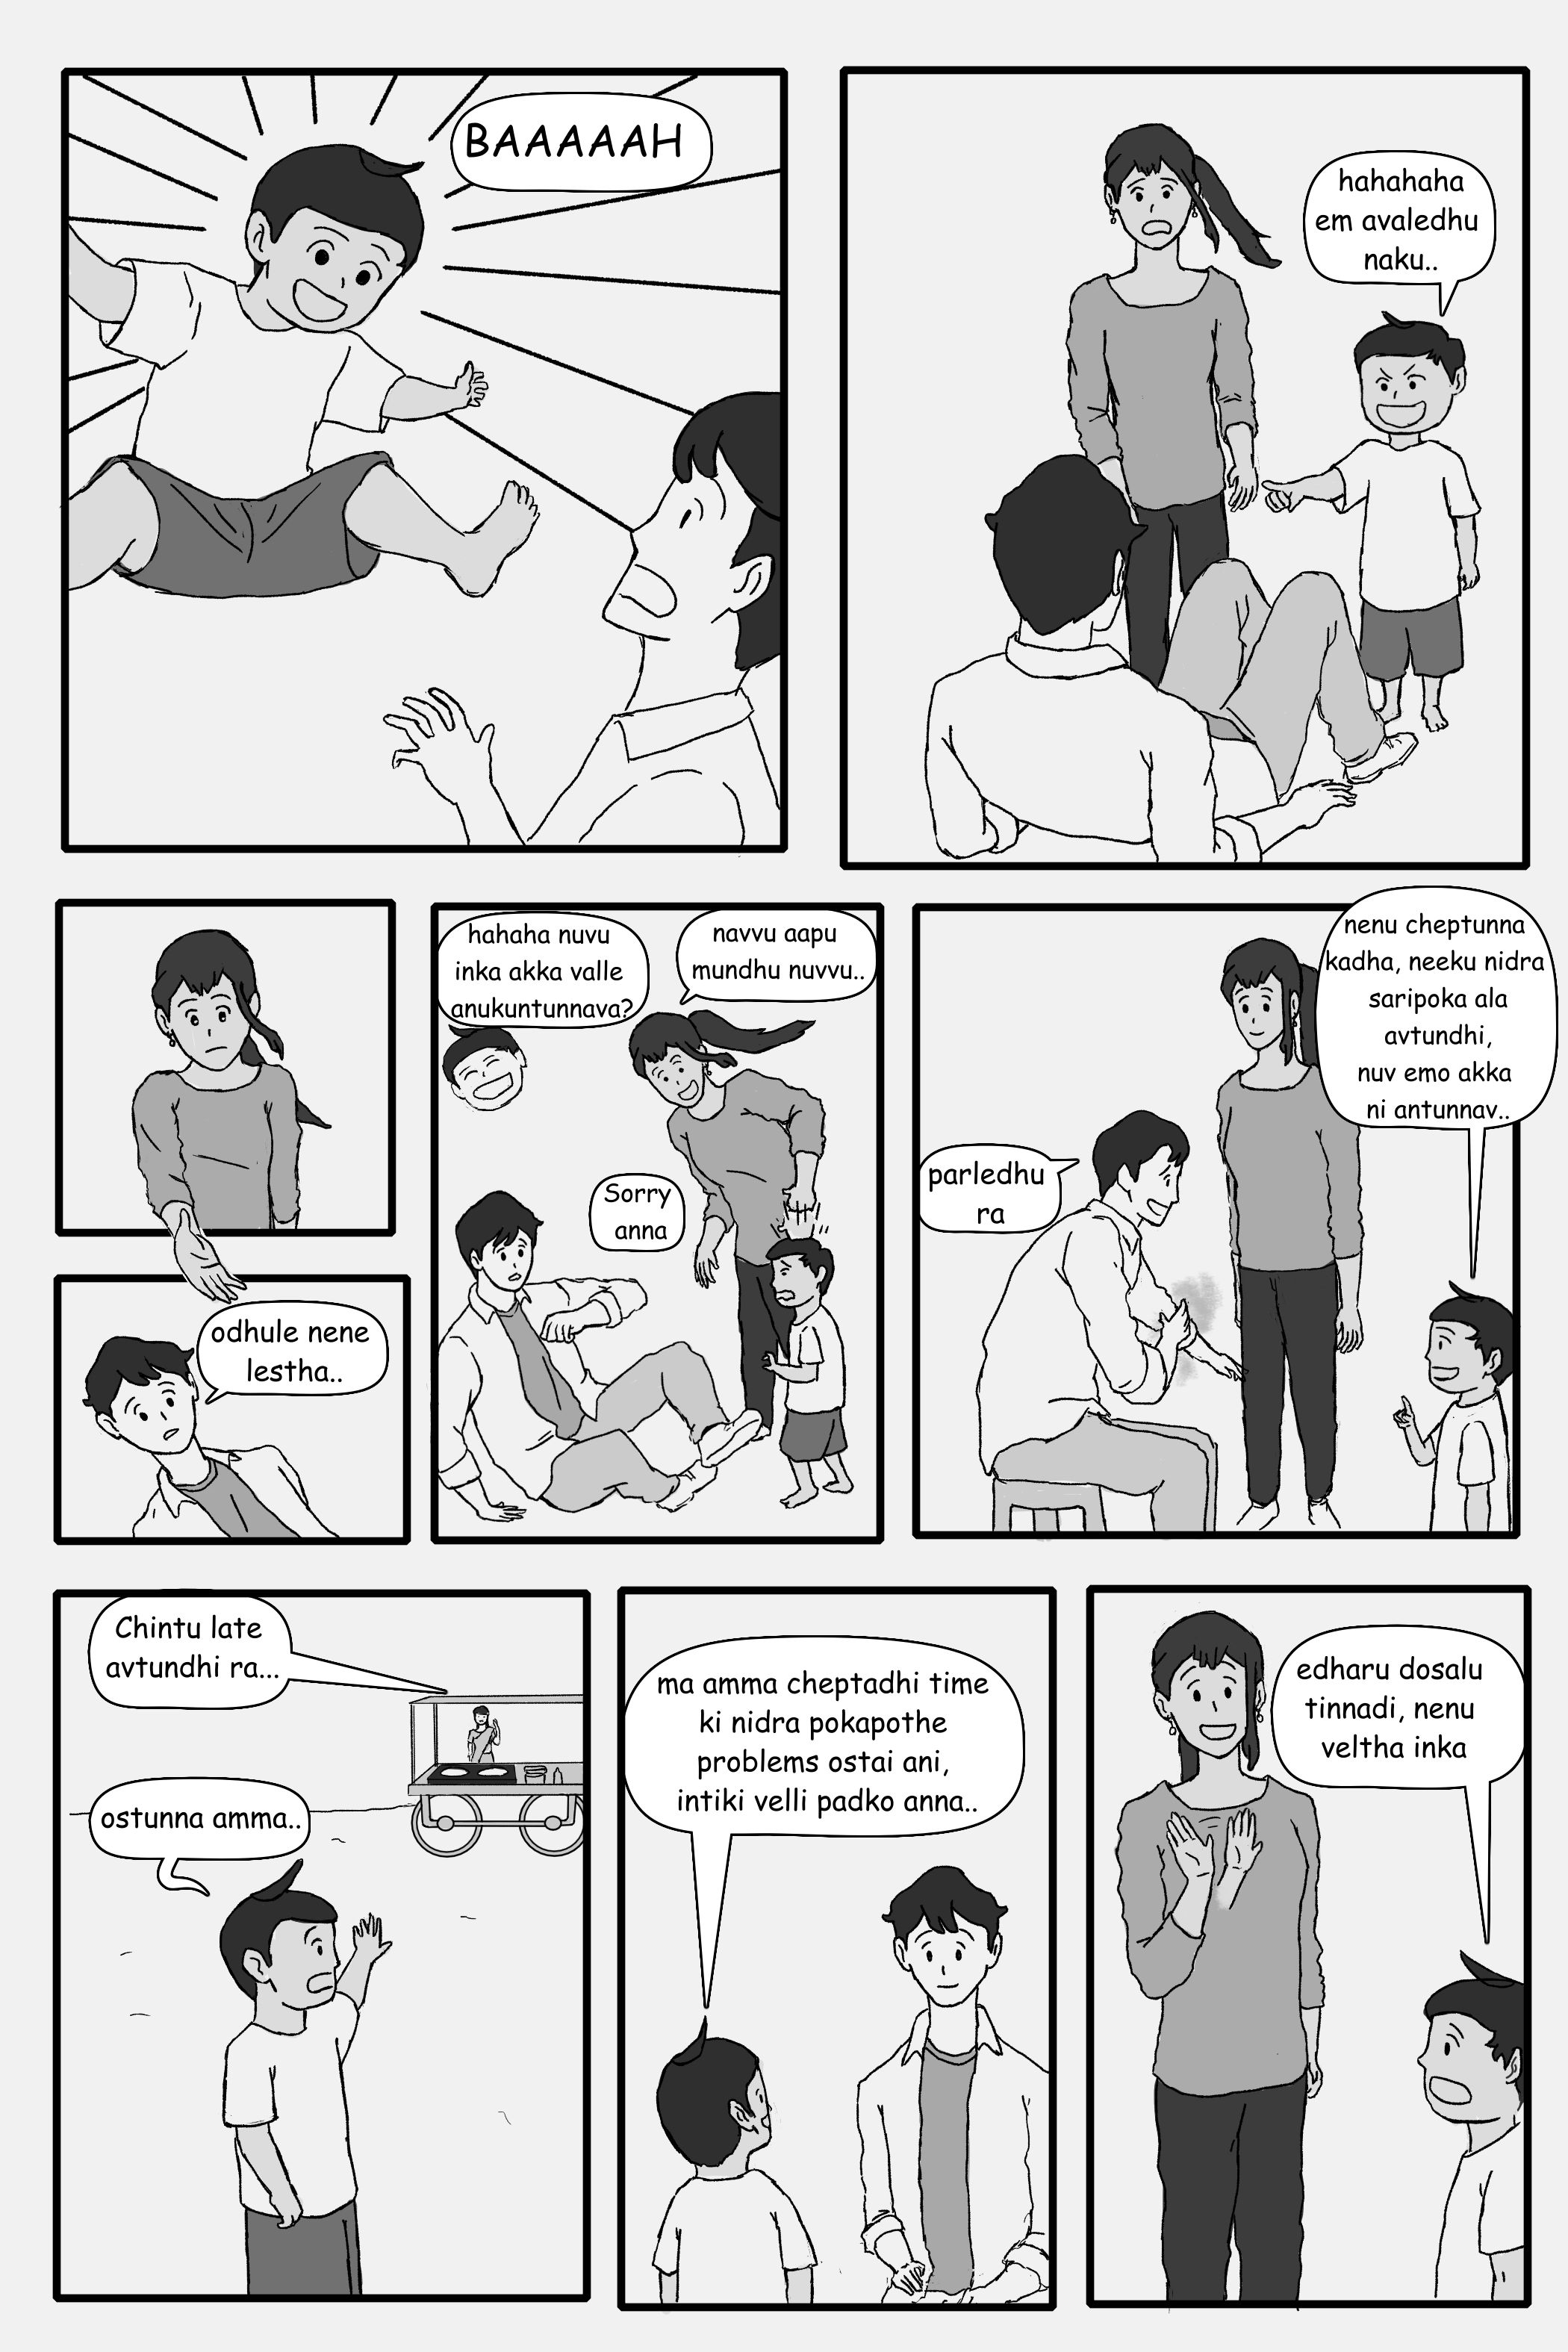 BAAAAAH
hahahaha
em avaledhu
naku..
odhule nene
lestha..
hahaha nuvu
inka akka valle
anukuntunnava?
navvu aapu
mundhu nuvvu..
Sorry
anna
parledhu
ra
nenu cheptunna
kadha, neeku nidra
saripoka ala
avtundhi,
nuv emo akka
ni antunnav..
Chintu late
avtundhi ra...
ostunna amma..
ma amma cheptadhi time
ki nidra pokapothe
problems ostai ani,
intiki velli padko anna..
edharu dosalu
tinnadi, nenu
veltha inka